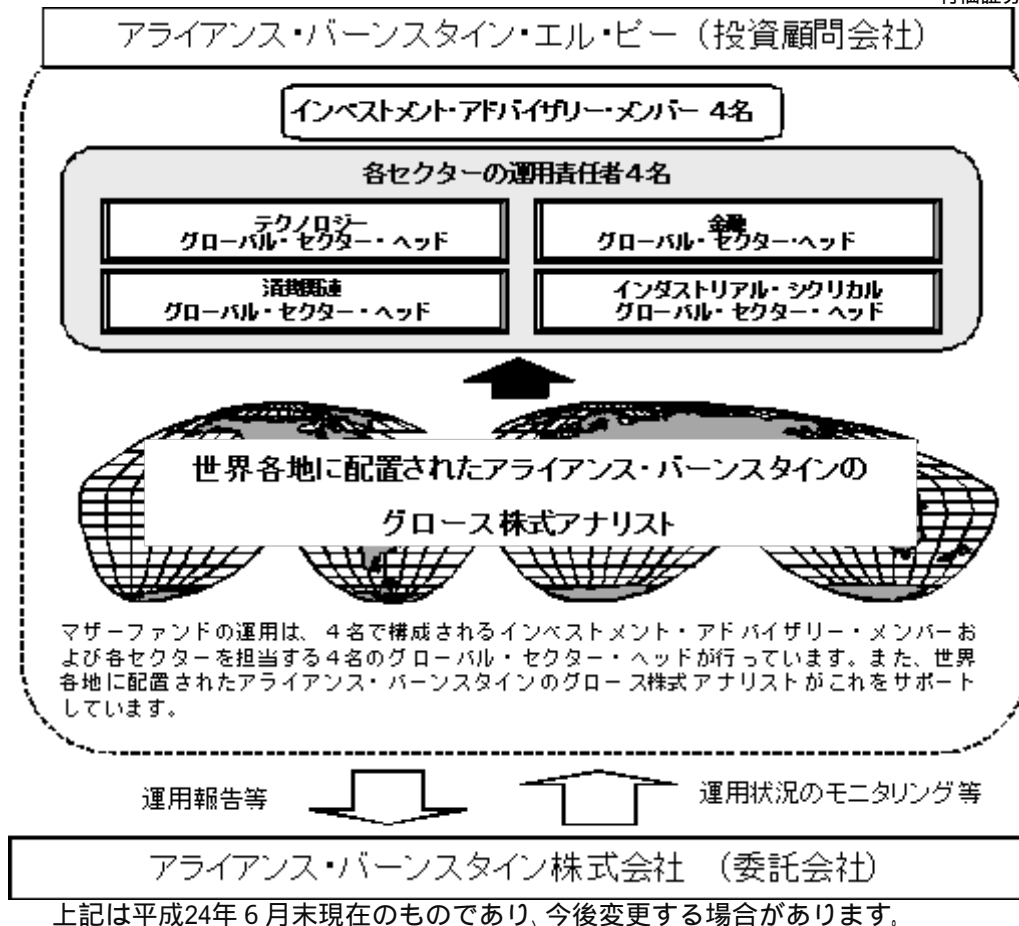 アライアンス・バーンスタイン・エル・ピー（投資顧問会社）
インベストメント・アドバイザリー・メンバー 4名
各セクターの運用責任者４名
テクノロジー
グローバル・セクター・ヘッド
金融
グローバル・セクター・ヘッド
グローバル・セクター・ヘッド
インダストリアル・シクリカル
グローバル・セクター・ヘッド
世界各地に配置されたアライアンス・バーンスタインの
グロース株式アナリスト
マザーファンドの運用は、４名で構成されるインベストメント・アドバイザリー・メンバーお
よび各セクターを担当する４名のグローバル・セクター・ヘッドが行っています。また、世界
各地に配置されたアライアンス・バーンスタインのグロース株式アナリストがこれをサポート
しています。
運用報告等
運用状況のモニタリング等
アライアンス・バーンスタイン株式会社　（委託会社）
上記は平成24年６月末現在のものであり、今後変更する場合があります。